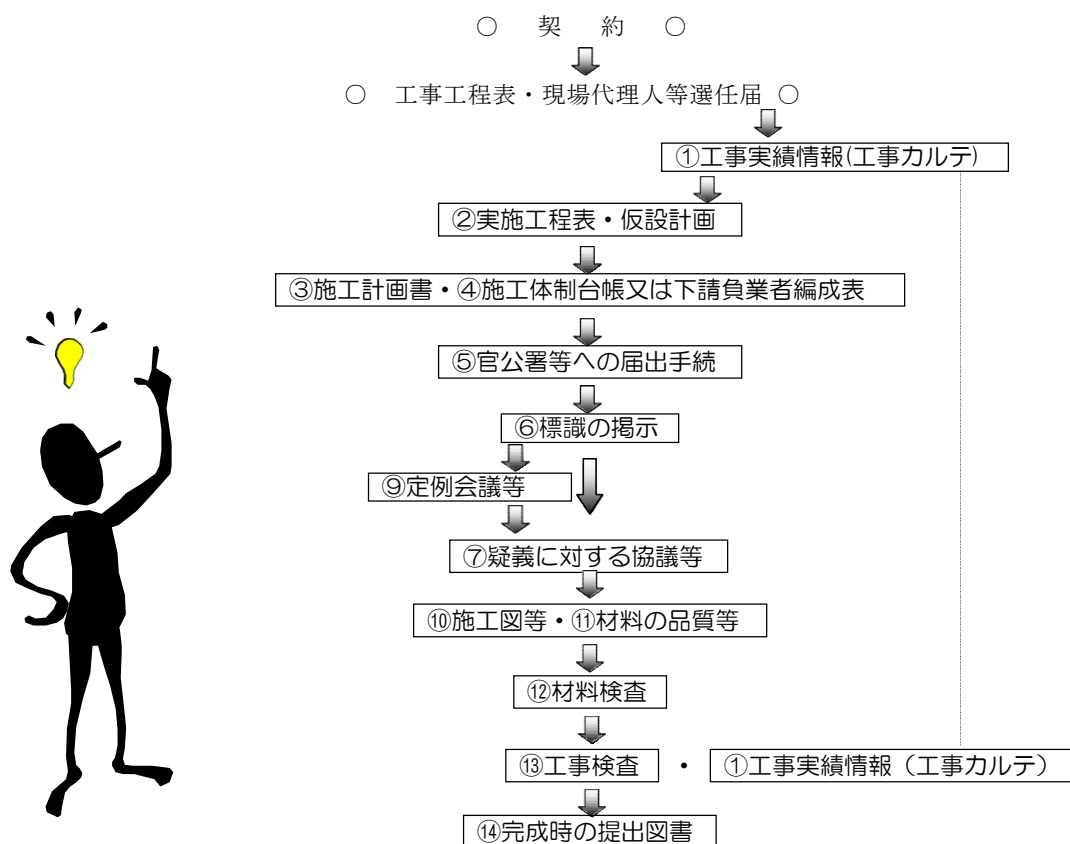 ○ 契 約 ○
○ 工事工程表・現場代理人等選任届 ○
①工事実績情報(工事カルテ)
②実施工程表・仮設計画
③施工計画書・④施工体制台帳又は下請負業者編成表
⑤官公署等への届出手続
⑥標識の掲示
⑨定例会議等
⑦疑義に対する協議等
⑩施工図等・⑪材料の品質等
⑫材料検査
⑬工事検査 ・ ①工事実績情報（工事カルテ）
⑭完成時の提出図書